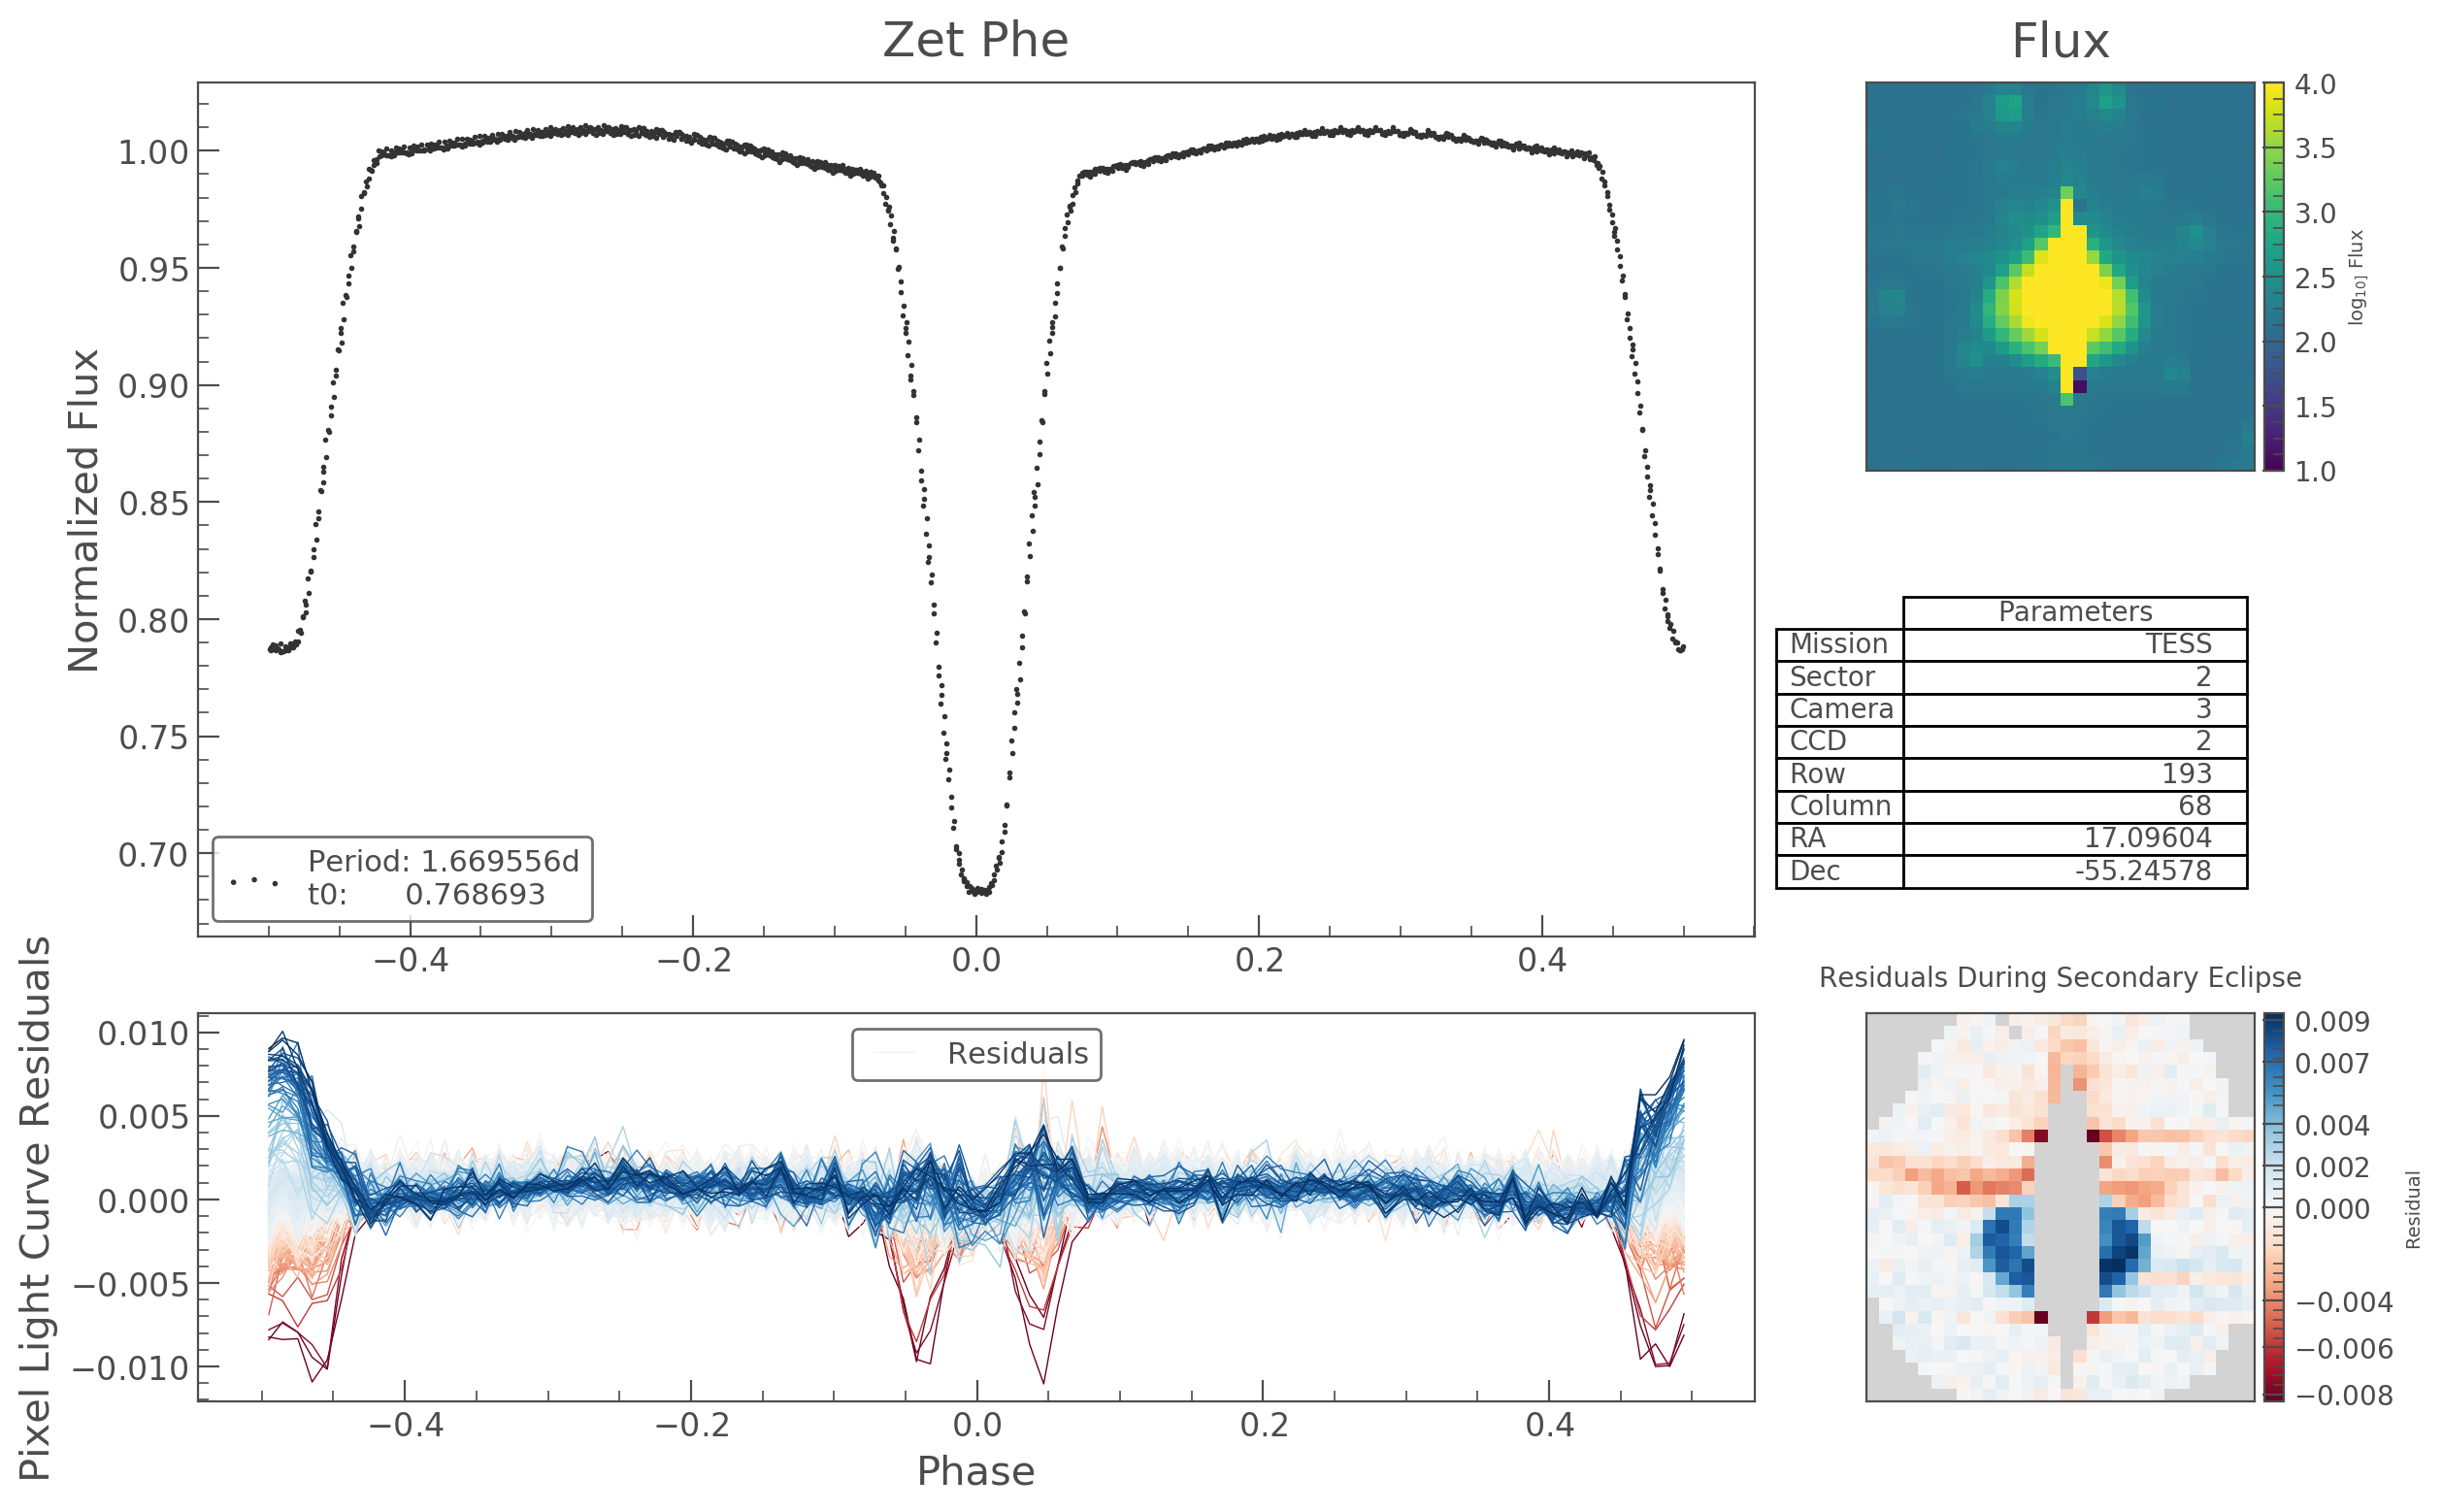 Zet Phe
Normalized Flux
1.00
0.95
0.90
0.85
0.80
0.75
0.70
Period: 1.669556d
t0: 0.768693
−0.4
−0.2
0.0
0.2
0.4
Flux
4.0
3.5
3.0
2.5
2.0
1.5
1.0
log10] Flux
Parameters
Mission TESS
Sector 2
Camera 3
CCD 2
Row 193
Column 68
RA 17.09604
Dec -55.24578
Pixel Light Curve Residuals
0.010
0.005
0.000
−0.005
−0.010
Residuals
−0.4
−0.2
0.0
0.2
0.4
Phase
Residuals During Secondary Eclipse
0.009
0.007
0.004
0.002
0.000
−0.004
−0.006
−0.008
Residual